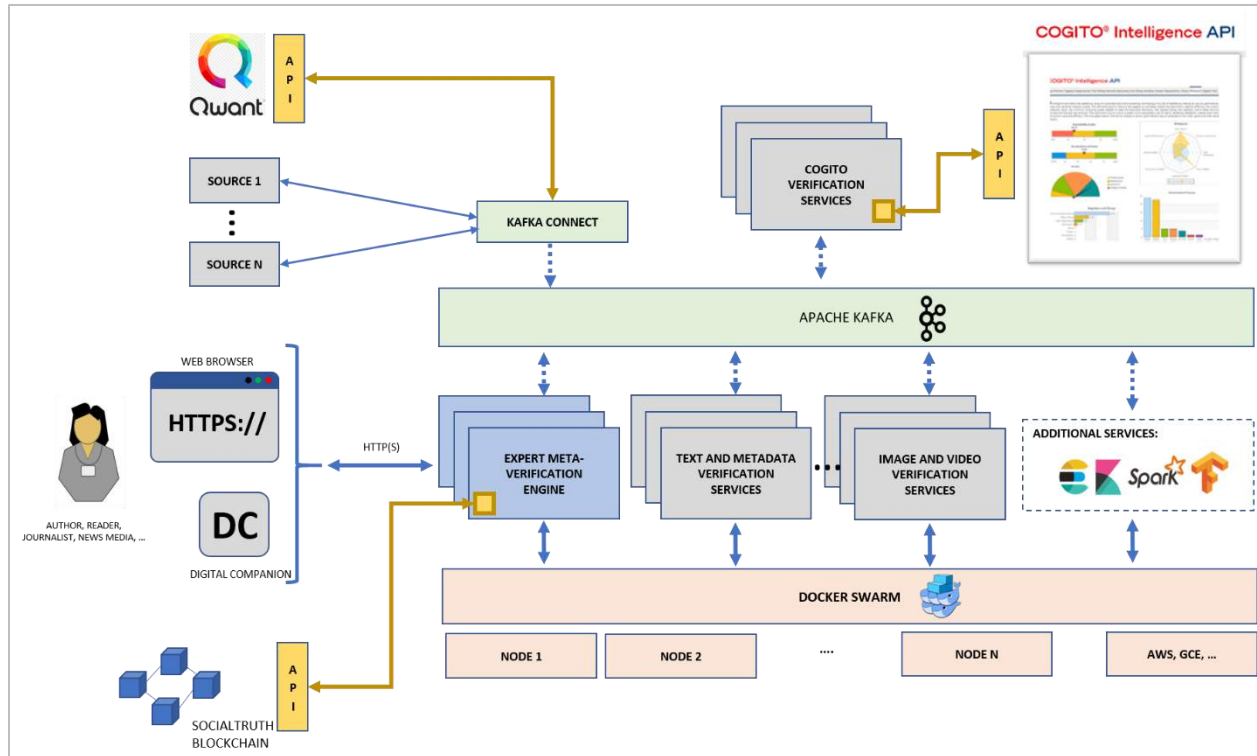 COGITO® Intelligence API
COGITO® Intelligence API
Qwant
A
P
I
SOURCE 1
SOURCE N
KAFKA CONNECT
COGITO
VERIFICATION
SERVICES
A
P
I
APACHE KAFKA
WEB BROWSER
HTTPS://
DC
DIGITAL COMPANION
AUTHOR, READER,
JOURNALIST, NEWS MEDIA, ...
HTTP(S)
EXPERT META-
VERIFICATION
ENGINE
TEXT AND METADATA
VERIFICATION
SERVICES
IMAGE AND VIDEO
VERIFICATION
SERVICES
ADDITIONAL SERVICES:
Spark
DOCKER SWARM
NODE 1
NODE 2
....
NODE N
AWS, GCE, ...
SOCIALTRUTH
BLOCKCHAIN
A
P
I